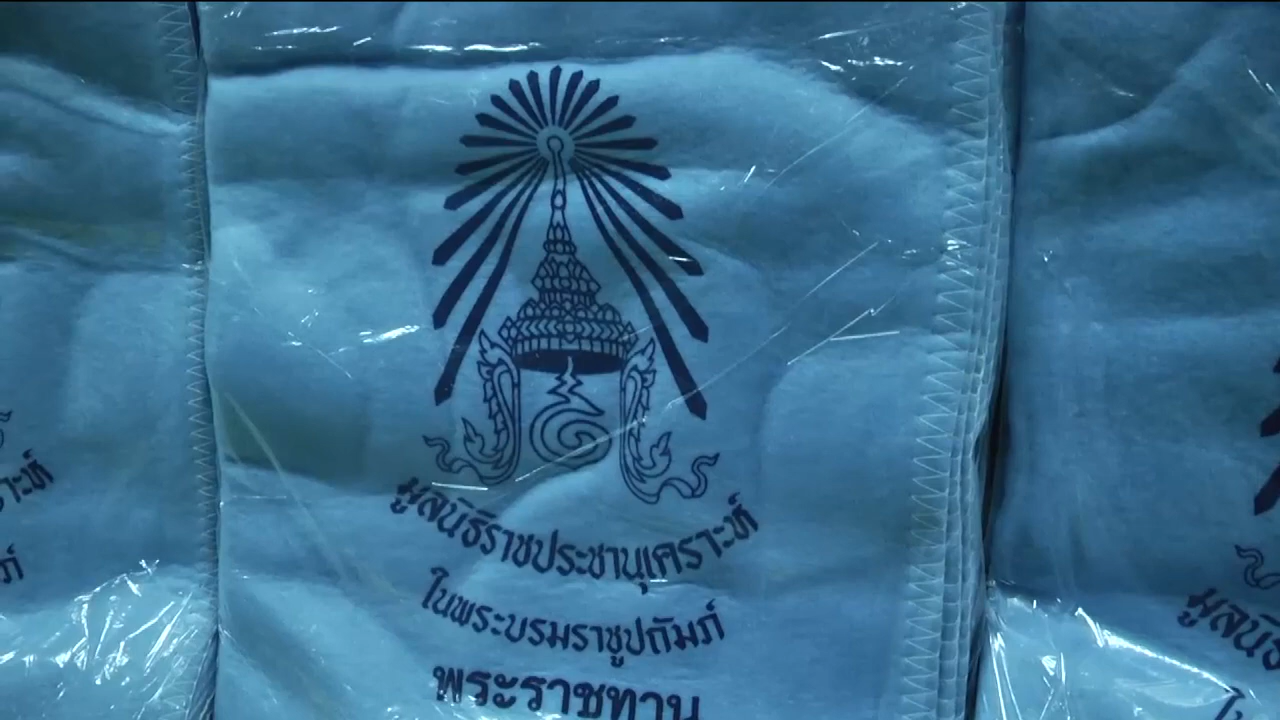 มูลนิธิราชประชานุเคราะห์
ในพระบรมราชูปถัมภ์
พระราชทาน